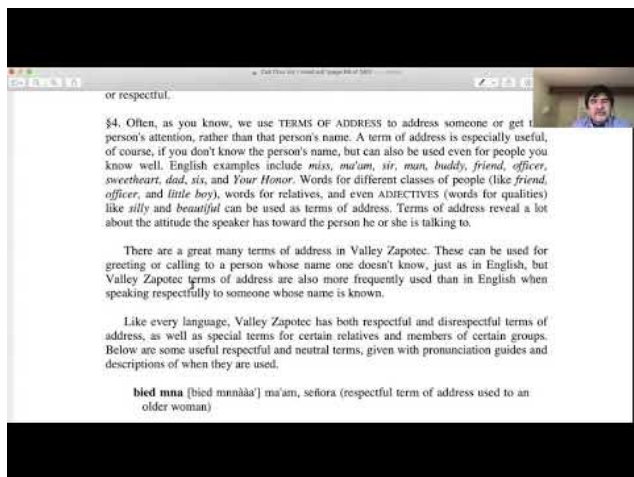 or respectful.
§4. Often, as you know, we use TERMS OF ADDRESS to address someone or get
person's attention, rather than that person's name. A term of address is especially useful,
of course, if you don't know the person's name, but can also be used even for people you
know well. English examples include miss, ma'am, sir, man, buddy, friend, officer,
sweetheart, dad, sis, and Your Honor. Words for different classes of people (like friend,
officer, and little boy), words for relatives, and even ADJECTIVES (words for qualities)
like silly and beautiful can be used as terms of address. Terms of address reveal a lot
about the attitude the speaker has toward the person he or she is talking to.
There are a great many terms of address in Valley Zapotec. These can be used for
greeting or calling to a person whose name one doesn't know, just as in English, but
Valley Zapotec terms of address are also more frequently used than in English when
speaking respectfully to someone whose name is known.
Like every language, Valley Zapotec has both respectful and disrespectful terms of
address, as well as special terms for certain relatives and members of certain groups.
Below are some useful respectful and neutral terms, given with pronunciation guides and
descriptions of when they are used.
bied mna [bied mnnààa'] ma'am, señora (respectful term of address used to an
older woman)